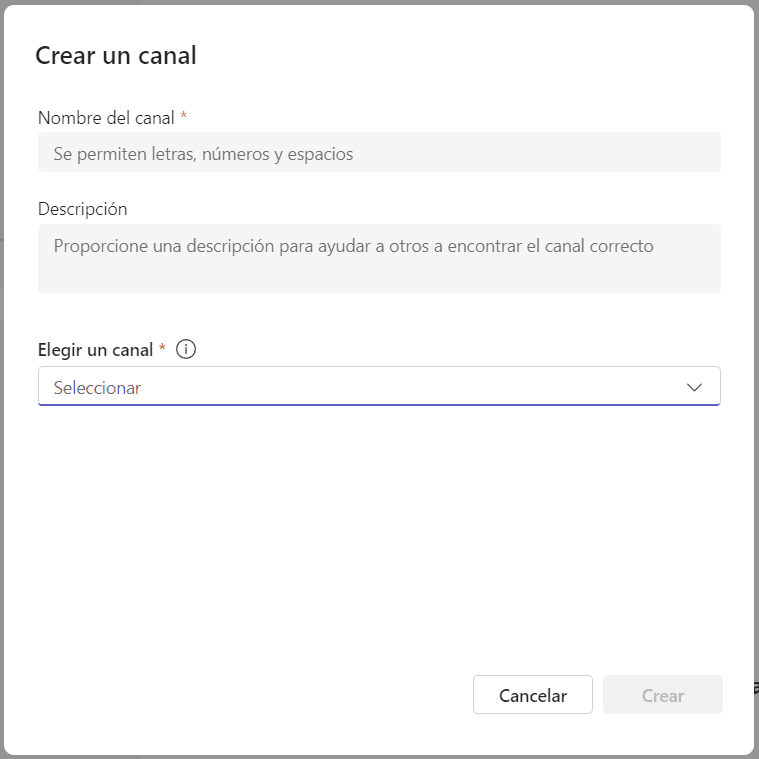 Crear un canal
Nombre del canal *
Se permiten letras, números y espacios
Descripción
Proporcione una descripción para ayudar a otros a encontrar el canal correcto
Elegir un canal *
Seleccionar
Cancelar
Crear